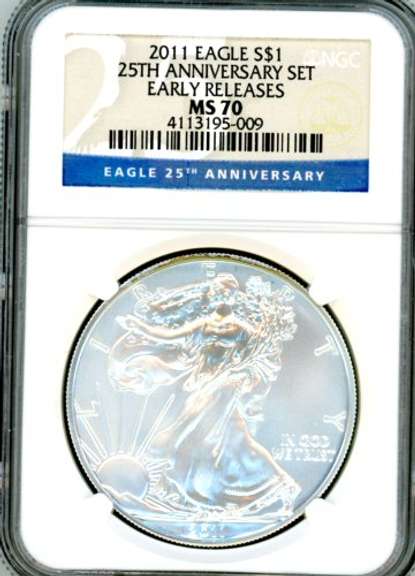 2011 EAGLE S$1
25TH ANNIVERSARY SET
EARLY RELEASES
MS 70
4113195-009
NGC
EAGLE 25TH ANNIVERSARY
LIBERTY
IN GOD
WE TRUST
2011